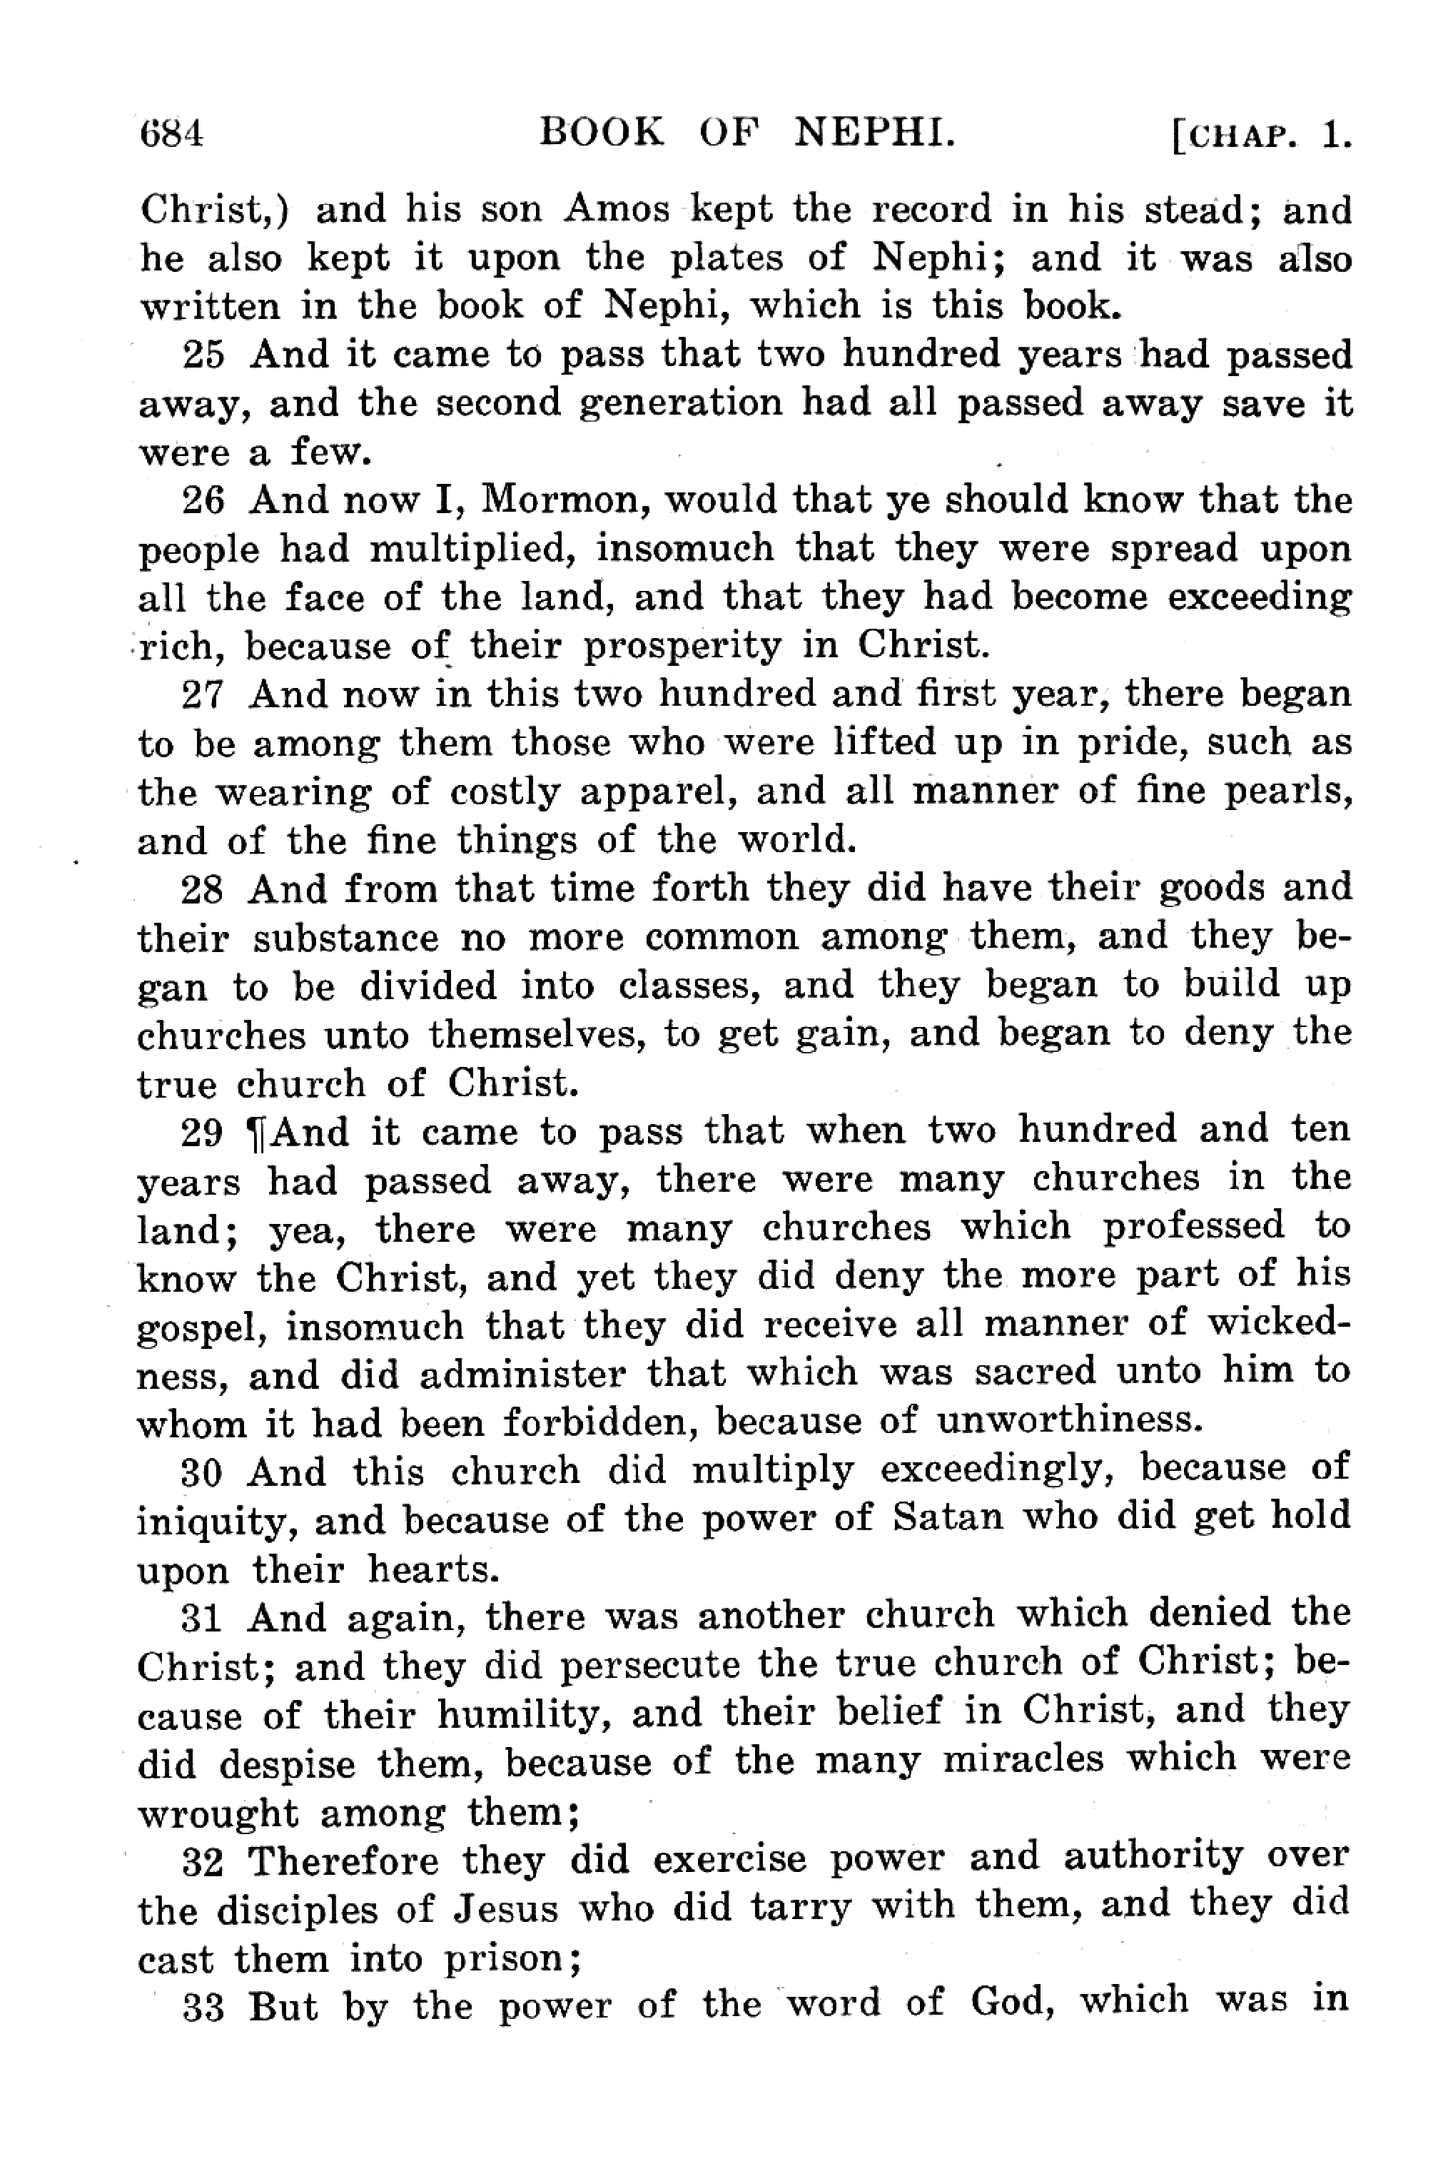 684 BOOK OF NEPHI. [CHAP. 1.
Christ,) and his son Amos kept the record in his stead; and
he also kept it upon the plates of Nephi; and it was also
written in the book of Nephi, which is this book.
25 And it came to pass that two hundred years had passed
away, and the second generation had all passed away save it
were a few.
26 And now I, Mormon, would that ye should know that the
people had multiplied, insomuch that they were spread upon
all the face of the land, and that they had become exceeding
rich, because of their prosperity in Christ.
27 And now in this two hundred and first year, there began
to be among them those who were lifted up in pride, such as
the wearing of costly apparel, and all manner of fine pearls,
and of the fine things of the world.
28 And from that time forth they did have their goods and
their substance no more common among them, and they be-
gan to be divided into classes, and they began to build up
churches unto themselves, to get gain, and began to deny the
true church of Christ.
29 ¶And it came to pass that when two hundred and ten
years had passed away, there were many churches in the
land; yea, there were many churches which professed to
know the Christ, and yet they did deny the more part of his
gospel, insomuch that they did receive all manner of wicked-
ness, and did administer that which was sacred unto him to
whom it had been forbidden, because of unworthiness.
30 And this church did multiply exceedingly, because of
iniquity, and because of the power of Satan who did get hold
upon their hearts.
31 And again, there was another church which denied the
Christ; and they did persecute the true church of Christ; be-
cause of their humility, and their belief in Christ, and they
did despise them, because of the many miracles which were
wrought among them;
32 Therefore they did exercise power and authority over
the disciples of Jesus who did tarry with them, and they did
cast them into prison;
33 But by the power of the word of God, which was in